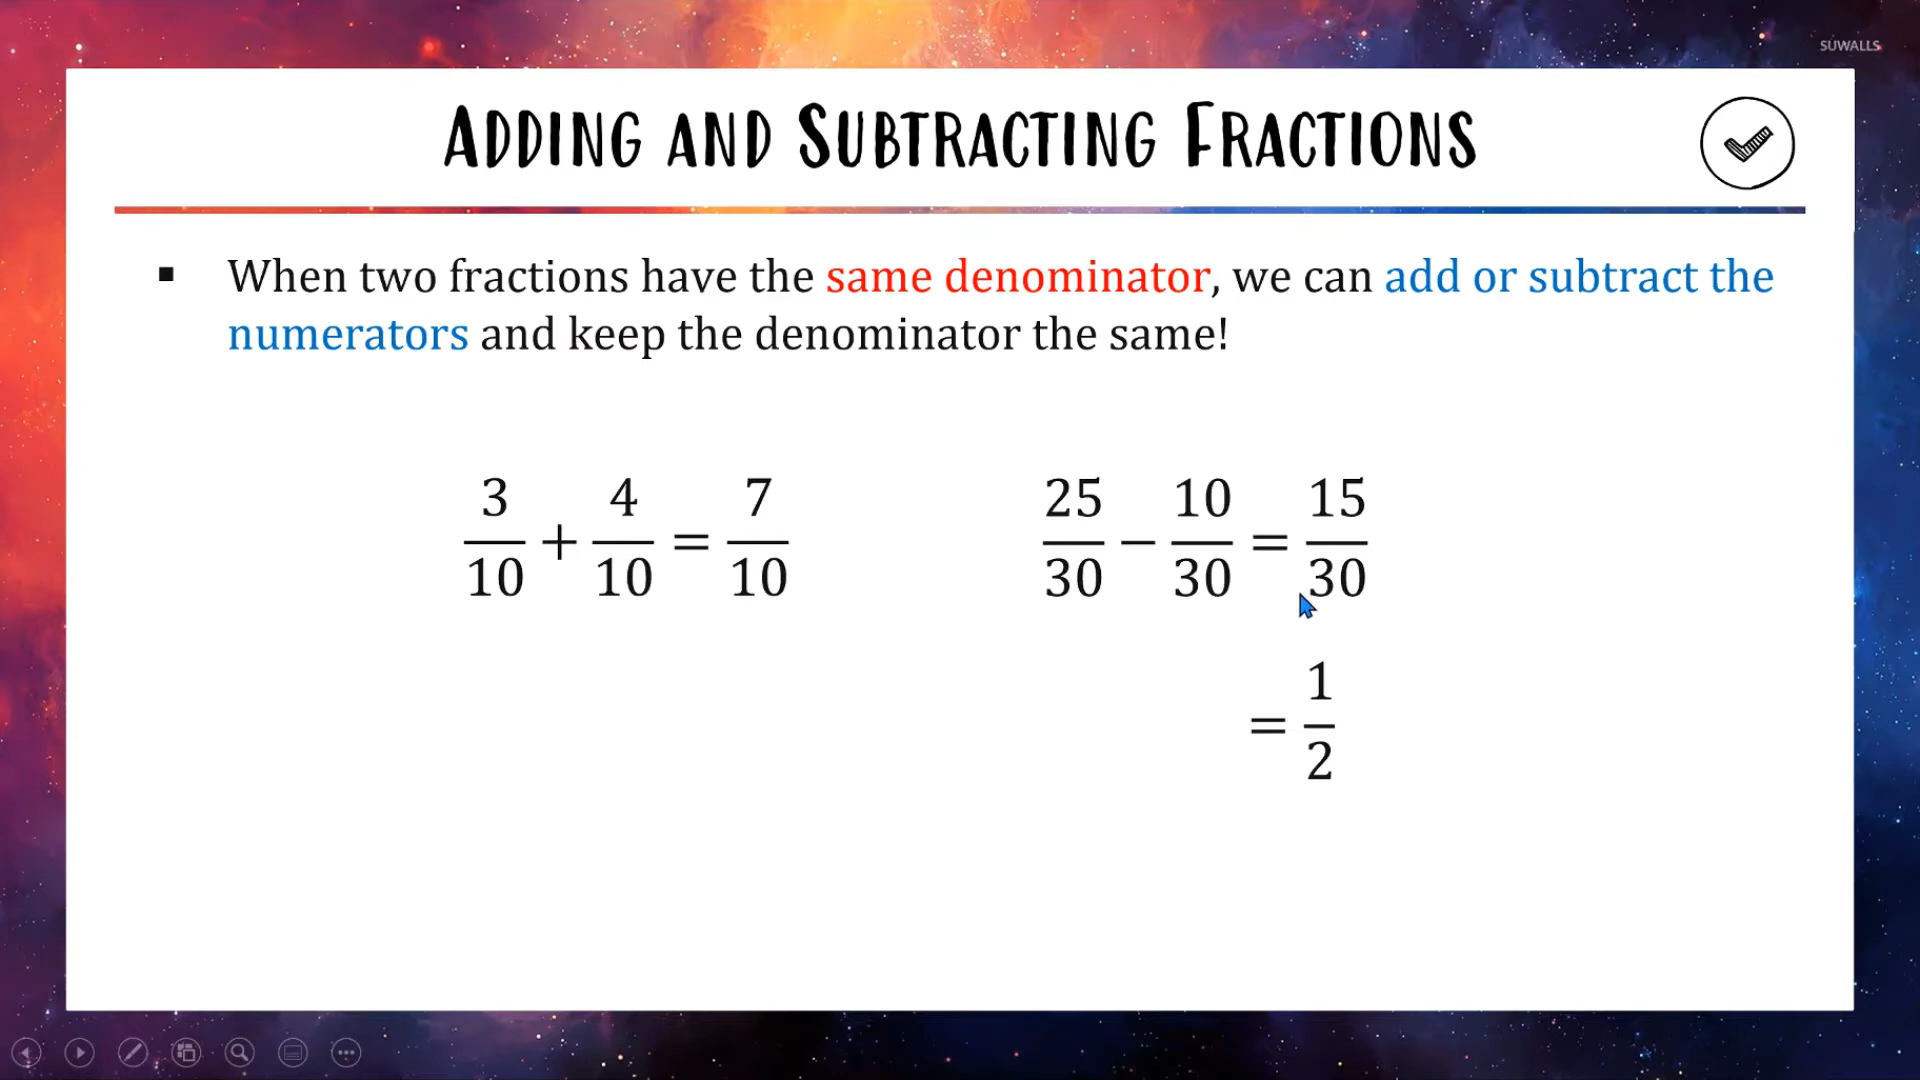 SUWALLS
ADDING AND SUBTRACTING FRACTIONS
▪ When two fractions have the same denominator, we can add or subtract the
numerators and keep the denominator the same!
3/10 + 4/10 = 7/10
25/30 − 10/30 = 15/30
= 1/2